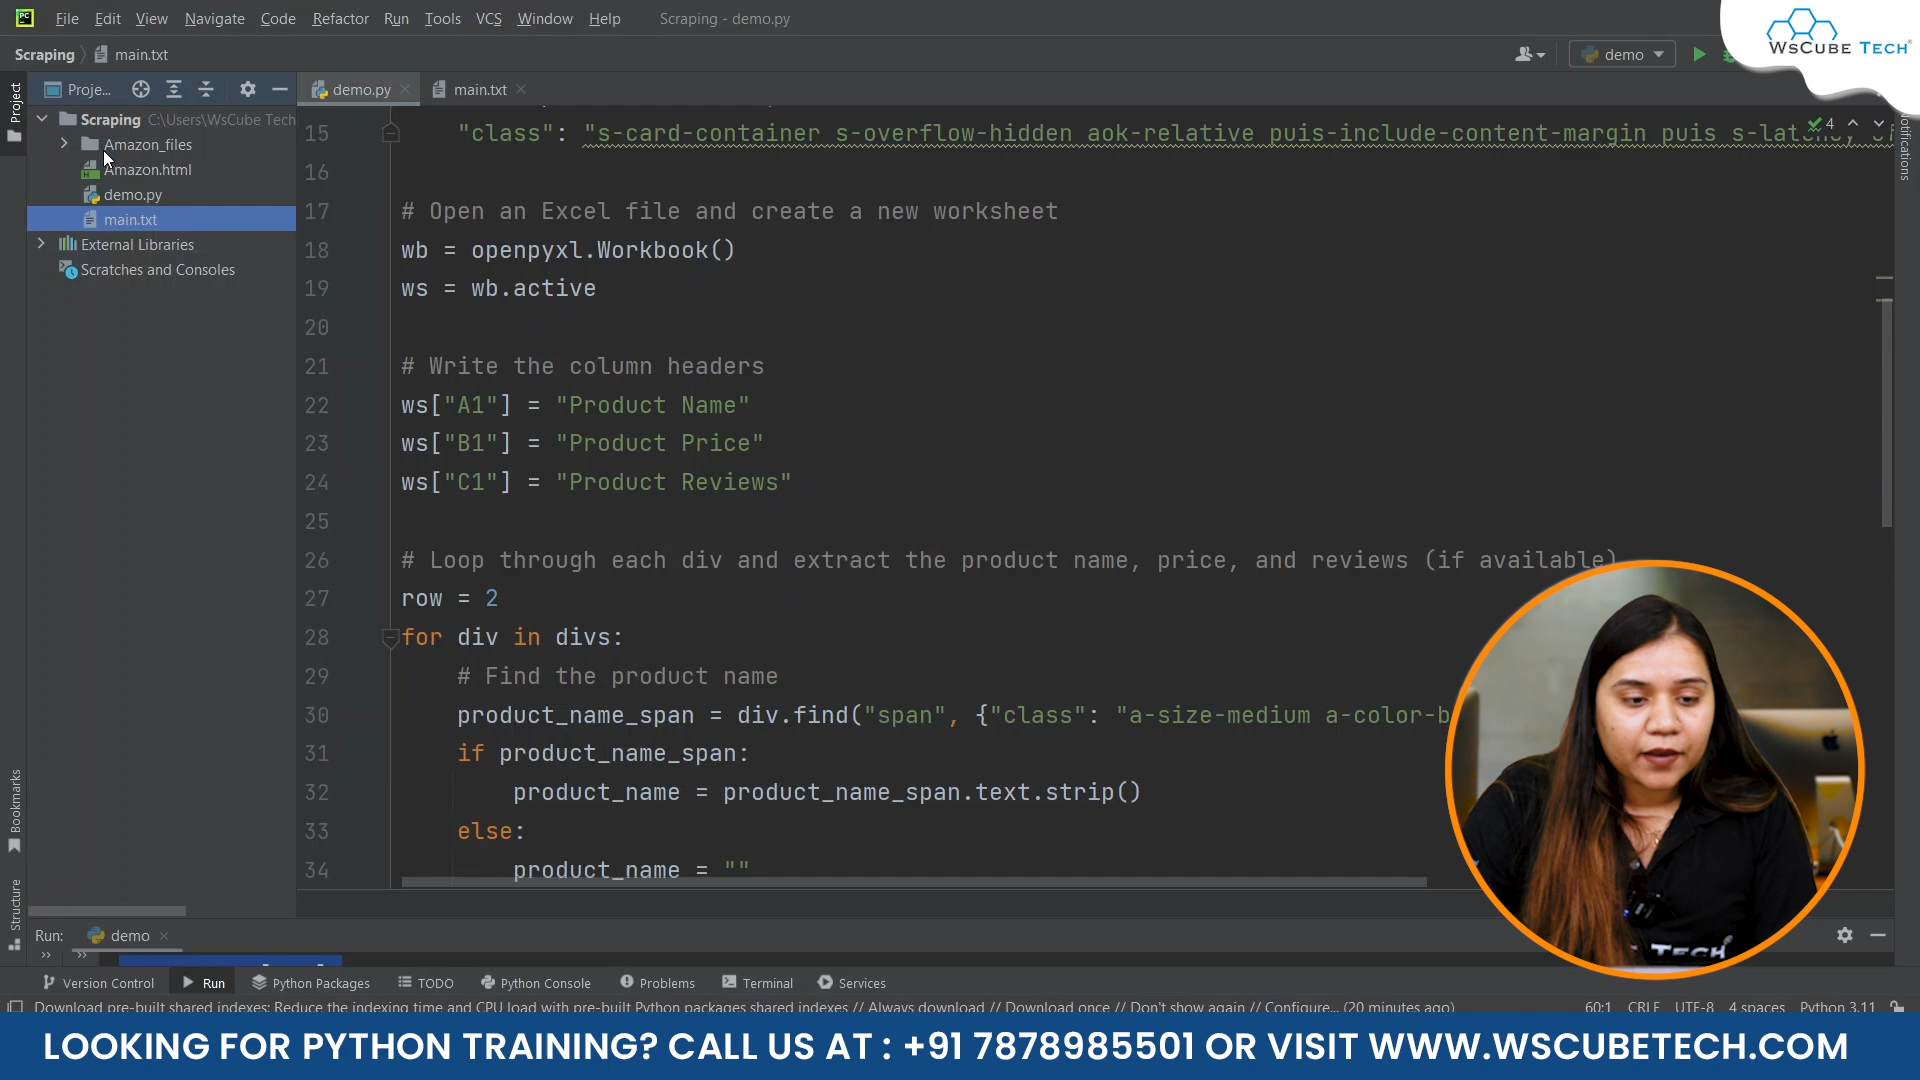 File Edit View Navigate Code Refactor Run Tools VCS Window Help Scraping - demo.py
WsCube Tech
Scraping main.txt demo
Project Proje... demo.py main.txt
Scraping C:\Users\WsCube Tech
Amazon_files
Amazon.html
demo.py
main.txt
External Libraries
Scratches and Consoles
4
15 "class": "s-card-container s-overflow-hidden aok-relative puis-include-content-margin puis
16
17 # Open an Excel file and create a new worksheet
18 wb = openpyxl.Workbook()
19 ws = wb.active
20
21 # Write the column headers
22 ws["A1"] = "Product Name"
23 ws["B1"] = "Product Price"
24 ws["C1"] = "Product Reviews"
25
26 # Loop through each div and extract the product name, price, and reviews (if available)
27 row = 2
28 for div in divs:
29 # Find the product name
30 product_name_span = div.find("span", {"class": "a-size-medium a-color-b
31 if product_name_span:
32 product_name = product_name_span.text.strip()
33 else:
34 product_name = ""
Bookmarks
Structure
Run: demo
Version Control Run Python Packages TODO Python Console Problems Terminal Services
Download pre-built shared indexes: Reduce the indexing time and CPU load with pre-built Python packages shared indexes // Always download // Download once // Don't show again // Configure... (20 minutes ago) 60:1 CRLF UTF-8 4 spaces Python 3.11
LOOKING FOR PYTHON TRAINING? CALL US AT : +91 7878985501 OR VISIT WWW.WSCUBETECH.COM